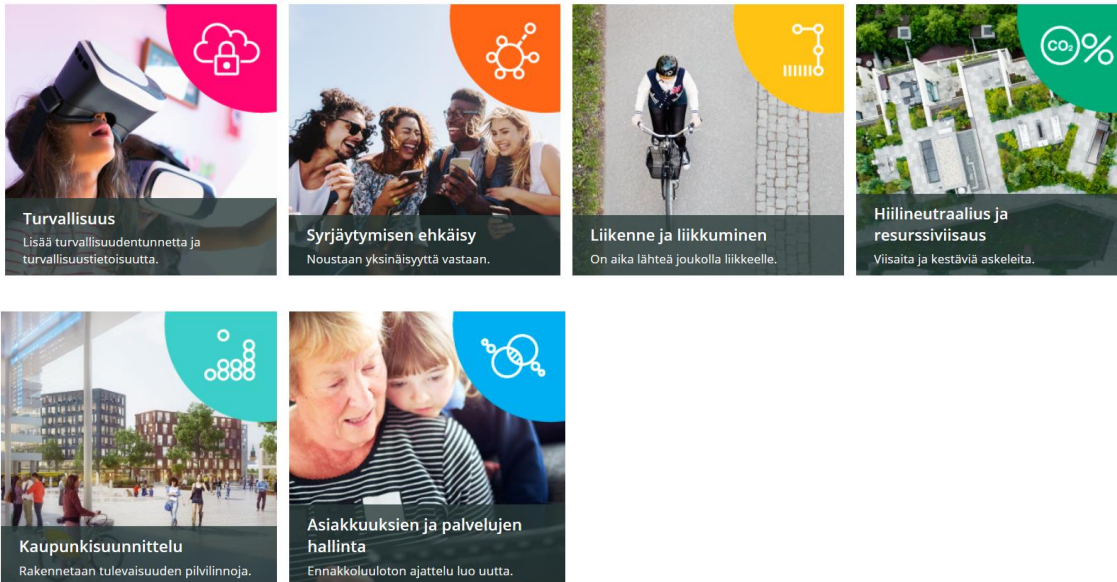 Turvallisuus
Lisää turvallisuudentunnetta ja
turvallisuustietoisuutta.
Syrjäytymisen ehkäisy
Noustaan yksinäisyyttä vastaan.
Liikenne ja liikkuminen
On aika lähteä joukolla liikkeelle.
CO₂%
Hiilineutraalius ja
resurssiviisaus
Viisaita ja kestäviä askeleita.
Kaupunkisuunnittelu
Rakennetaan tulevaisuuden pilvilinnoja.
Asiakkuuksien ja palvelujen
hallinta
Ennakkoluuloton ajattelu luo uutta.